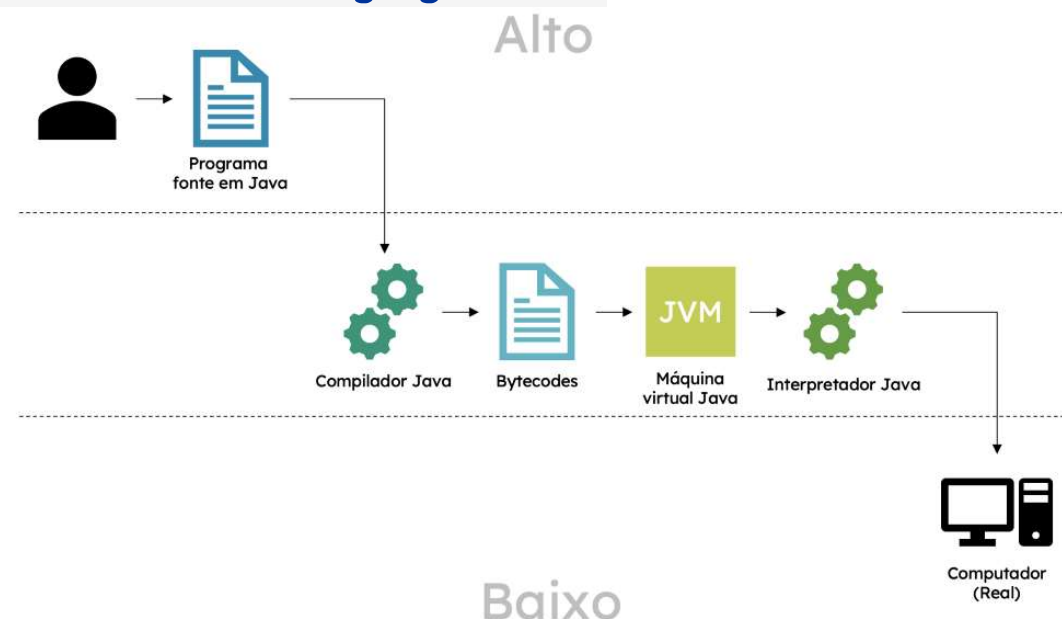 Alto
Programa
fonte em Java
JVM
Compilador Java
Bytecodes
Máquina
virtual Java
Interpretador Java
Computador
(Real)
Baixo